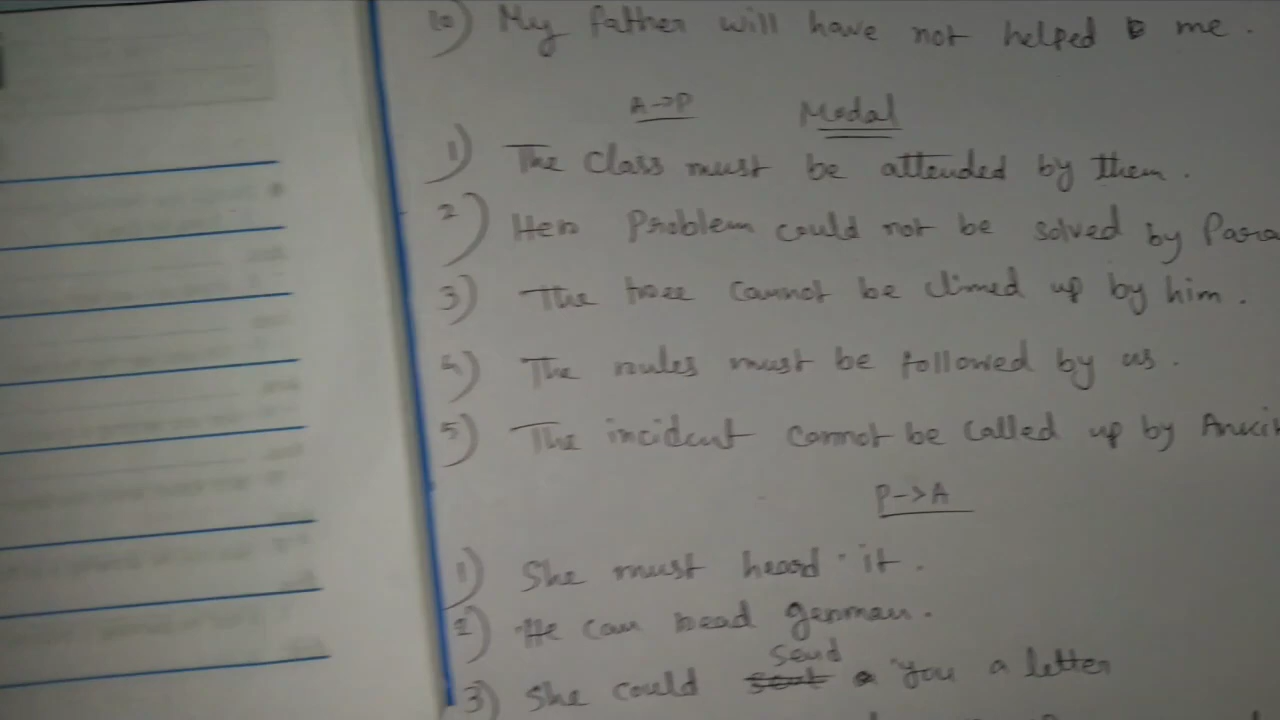 10) My father will have not helped me.
A->P Modal
1) The class must be attended by them.
2) Her Problem could not be solved by Para
3) The tree cannot be climed up by him.
4) The rules must be followed by us.
5) The incident cannot be called up by Ankit
P->A
1) She must heard it.
2) He can read german.
3) She could send you a letter